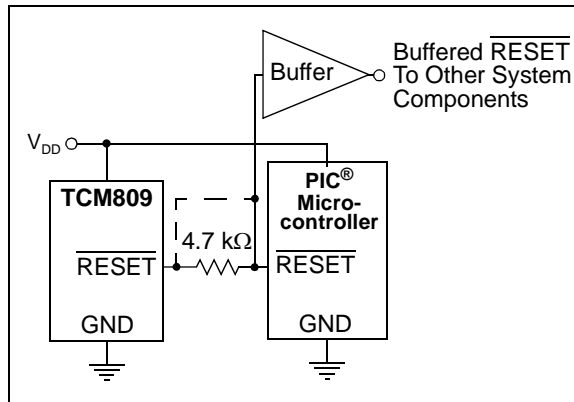 Buffered RESET
To Other System
Components
Buffer
VDD
TCM809
PIC®
Micro-
controller
4.7 kΩ
RESET
RESET
GND
GND